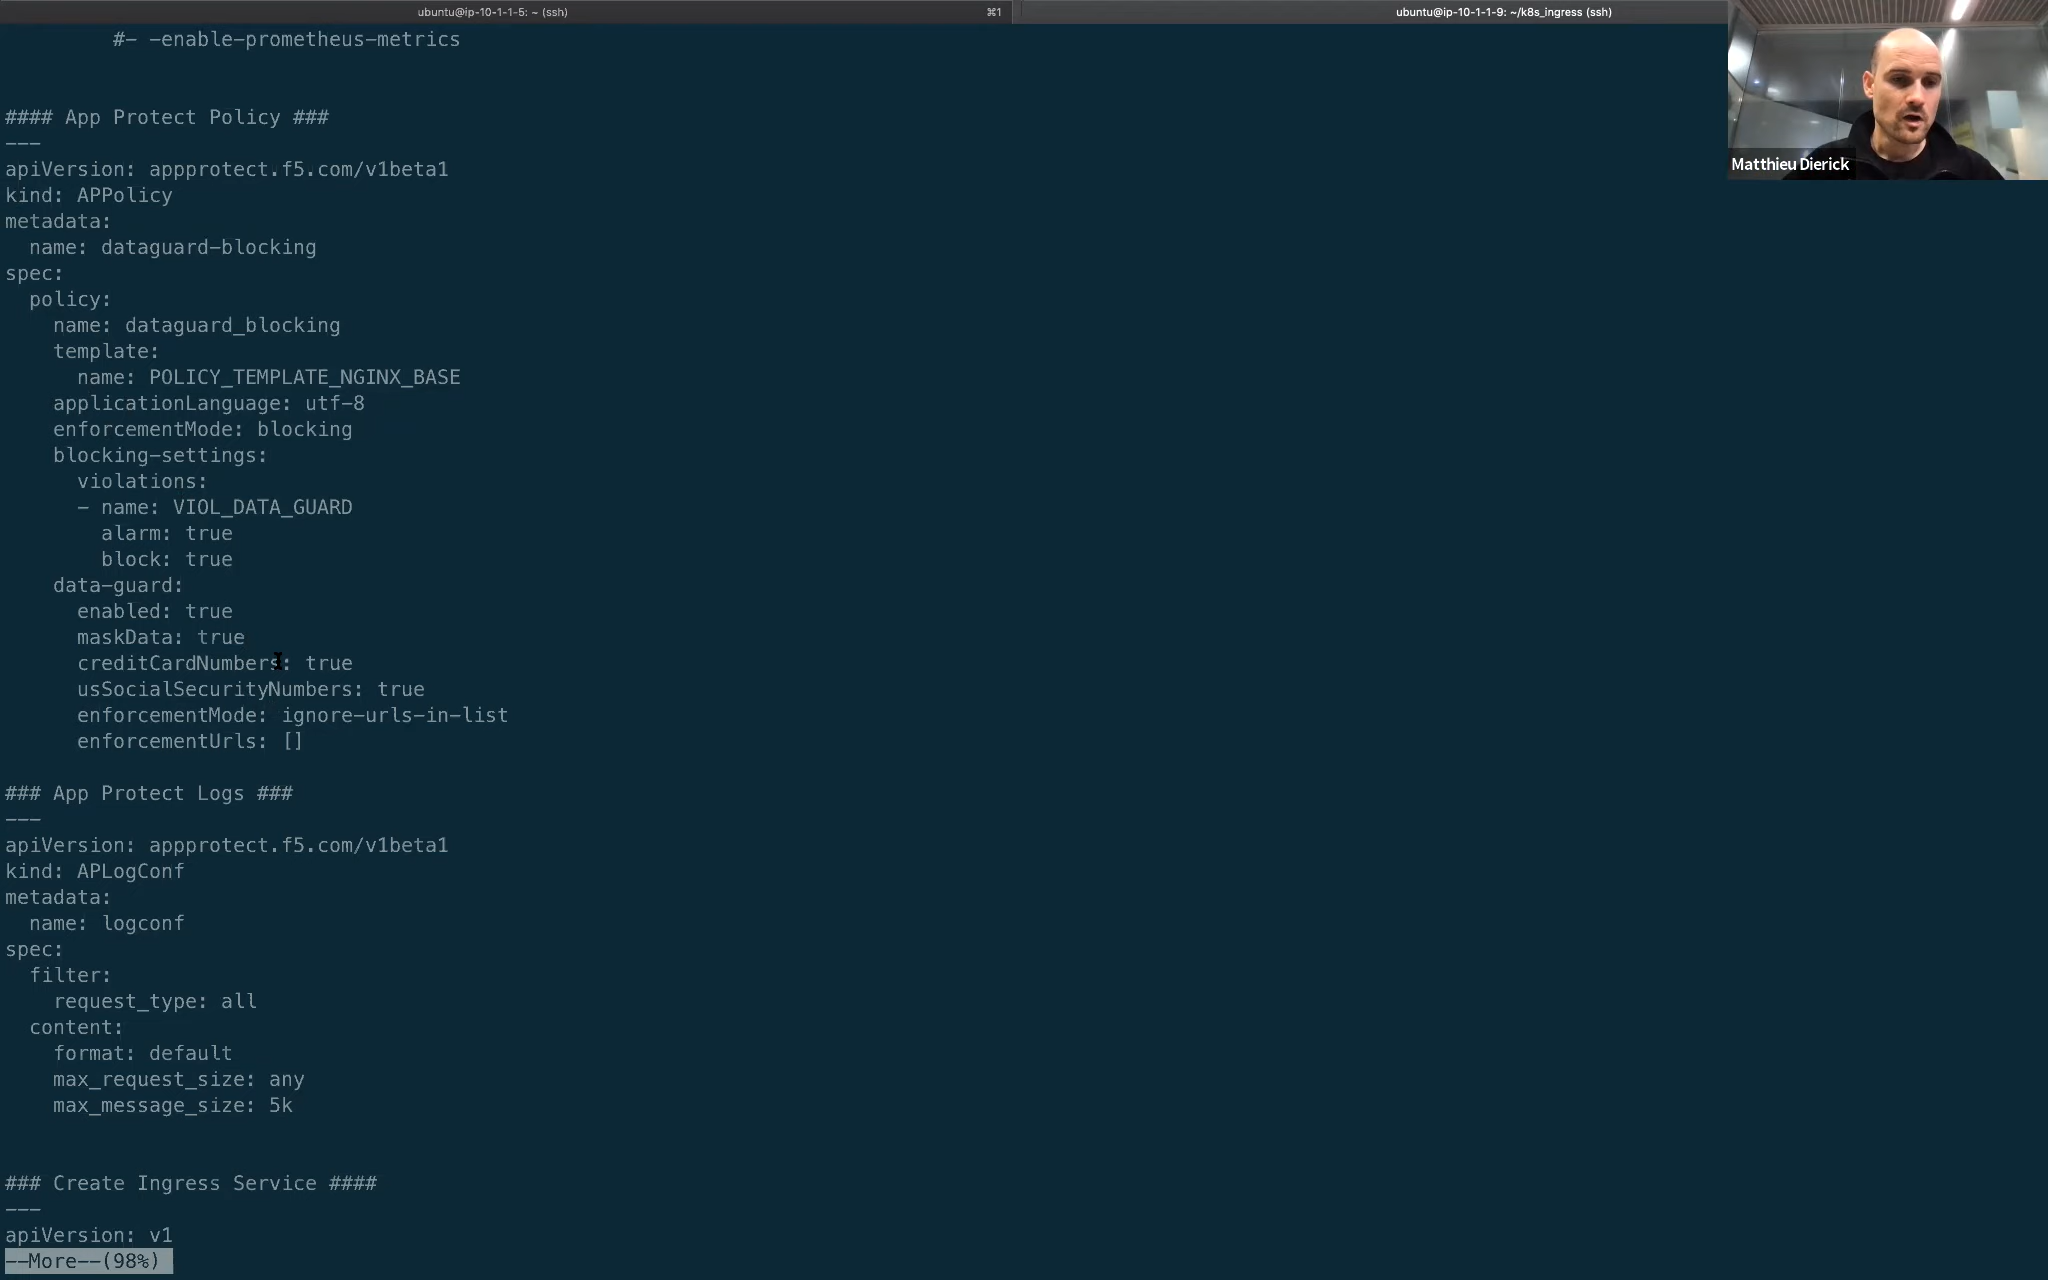 ubuntu@ip-10-1-1-5: ~ (ssh)
⌘1
ubuntu@ip-10-1-1-9: ~/k8s_ingress (ssh)
#- -enable-prometheus-metrics
#### App Protect Policy ###
---
apiVersion: appprotect.f5.com/v1beta1
kind: APPolicy
metadata:
  name: dataguard-blocking
spec:
  policy:
    name: dataguard_blocking
    template:
      name: POLICY_TEMPLATE_NGINX_BASE
    applicationLanguage: utf-8
    enforcementMode: blocking
    blocking-settings:
      violations:
      - name: VIOL_DATA_GUARD
        alarm: true
        block: true
    data-guard:
      enabled: true
      maskData: true
      creditCardNumbers: true
      usSocialSecurityNumbers: true
      enforcementMode: ignore-urls-in-list
      enforcementUrls: []
### App Protect Logs ###
---
apiVersion: appprotect.f5.com/v1beta1
kind: APLogConf
metadata:
  name: logconf
spec:
  filter:
    request_type: all
  content:
    format: default
    max_request_size: any
    max_message_size: 5k
### Create Ingress Service ####
---
apiVersion: v1
--More--(98%)
Matthieu Dierick